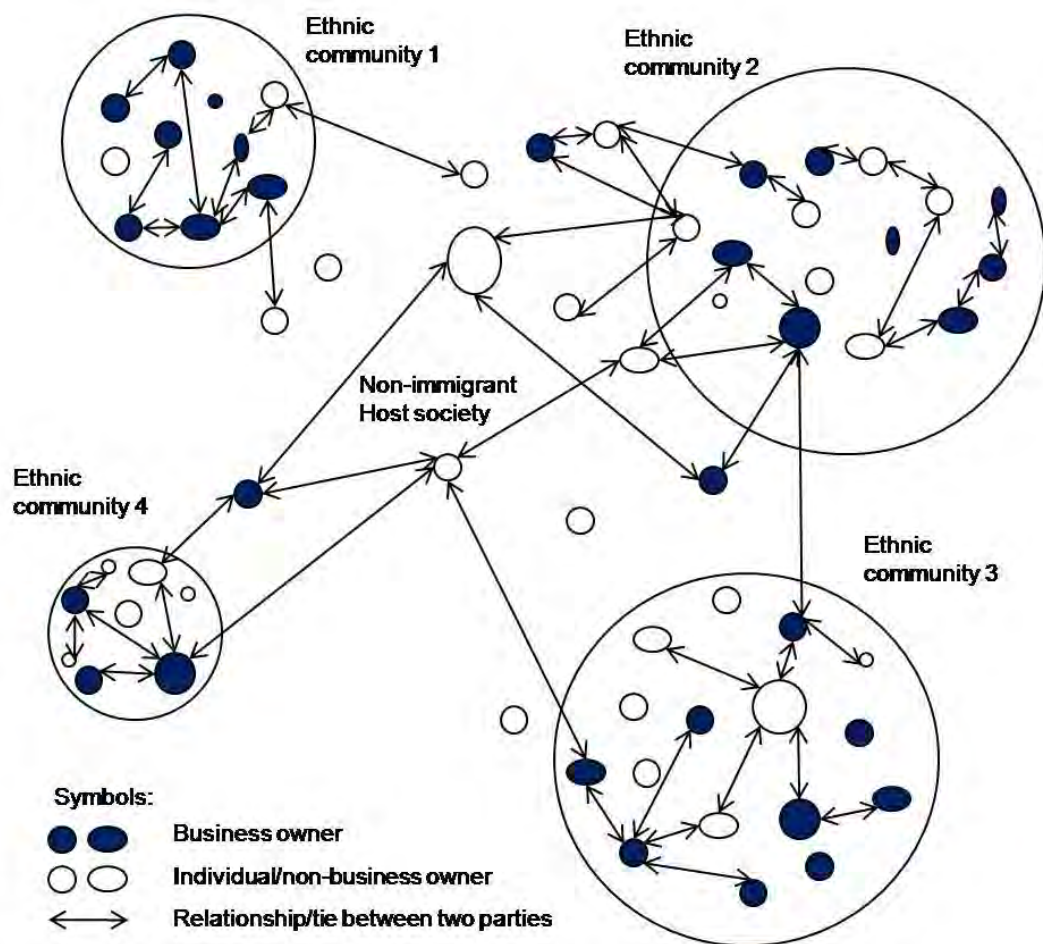 Ethnic
community 1
Ethnic
community 2
Non-immigrant
Host society
Ethnic
community 4
Ethnic
community 3
Symbols:
Business owner
Individual/non-business owner
Relationship/tie between two parties